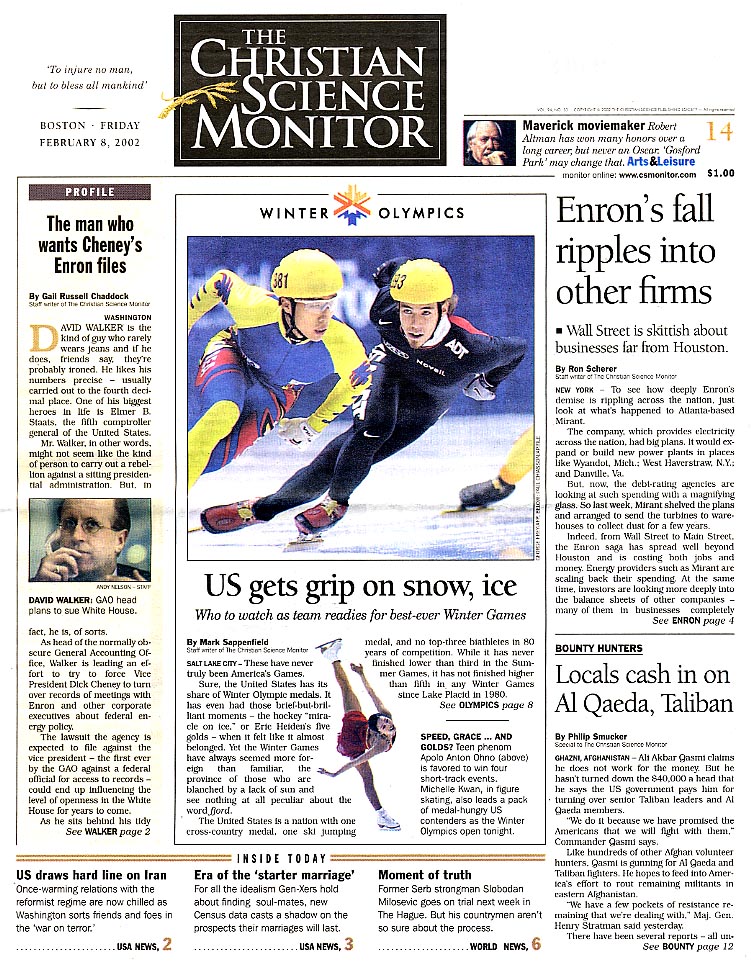 ‘To injure no man,
but to bless all mankind’
BOSTON · FRIDAY
FEBRUARY 8, 2002
THE
CHRISTIAN
SCIENCE
MONITOR
Maverick moviemaker Robert
Altman has won many honors over a
long career, but never an Oscar. ‘Gosford
Park’ may change that. Arts&Leisure
14
monitor online: www.csmonitor.com $1.00
PROFILE
The man who
wants Cheney’s
Enron files
By Gail Russell Chaddock
Staff writer of The Christian Science Monitor
WASHINGTON
DAVID WALKER is the
kind of guy who rarely
wears jeans and if he
does, friends say, they’re
probably ironed. He likes his
numbers precise – usually
carried out to the fourth deci-
mal place. One of his biggest
heroes in life is Elmer B.
Staats, the fifth comptroller
general of the United States.
Mr. Walker, in other words,
might not seem like the kind
of person to carry out a rebel-
lion against a sitting presiden-
tial administration. But, in
ANDY NELSON – STAFF
DAVID WALKER: GAO head
plans to sue White House.
fact, he is, of sorts.
As head of the normally ob-
scure General Accounting Of-
fice, Walker is leading an ef-
fort to try to force Vice
President Dick Cheney to turn
over records of meetings with
Enron and other corporate
executives about federal en-
ergy policy.
The lawsuit the agency is
expected to file against the
vice president – the first ever
by the GAO against a federal
official for access to records –
could end up influencing the
level of openness in the White
House for years to come.
As he sits behind his tidy
See WALKER page 2
WINTER OLYMPICS
381
293
Novell
ADT
US gets grip on snow, ice
Who to watch as team readies for best-ever Winter Games
By Mark Sappenfield
Staff writer of The Christian Science Monitor
SALT LAKE CITY – These have never
truly been America’s Games.
Sure, the United States has its
share of Winter Olympic medals. It
has even had those brief-but-bril-
liant moments – the hockey “mira-
cle on ice,” or Eric Heiden’s five
golds – when it felt like it almost
belonged. Yet the Winter Games
have always seemed more for-
eign than familiar, the
province of those who are
blanched by a lack of sun and
see nothing at all peculiar about the
word fjord.
The United States is a nation with one
cross-country medal, one ski jumping
medal, and no top-three biathletes in 80
years of competition. While it has never
finished lower than third in the Sum-
mer Games, it has not finished higher
than fifth in any Winter Games
since Lake Placid in 1980.
See OLYMPICS page 8
SPEED, GRACE ... AND
GOLDS? Teen phenom
Apolo Anton Ohno (above)
is favored to win four
short-track events.
Michelle Kwan, in figure
skating, also leads a pack
of medal-hungry US
contenders as the Winter
Olympics open tonight.
Enron’s fall
ripples into
other firms
■ Wall Street is skittish about
businesses far from Houston.
By Ron Scherer
Staff writer of The Christian Science Monitor
NEW YORK – To see how deeply Enron’s
demise is rippling across the nation, just
look at what’s happened to Atlanta-based
Mirant.
The company, which provides electricity
across the nation, had big plans. It would ex-
pand or build new power plants in places
like Wyandot, Mich.; West Haverstraw, N.Y.;
and Danville, Va.
But, now, the debt-rating agencies are
looking at such spending with a magnifying
glass. So last week, Mirant shelved the plans
and arranged to send the turbines to ware-
houses to collect dust for a few years.
Indeed, from Wall Street to Main Street,
the Enron saga has spread well beyond
Houston and is costing both jobs and
money. Energy providers such as Mirant are
scaling back their spending. At the same
time, investors are looking more deeply into
the balance sheets of other companies –
many of them in businesses completely
See ENRON page 4
BOUNTY HUNTERS
Locals cash in on
Al Qaeda, Taliban
By Philip Smucker
Special to The Christian Science Monitor
GHAZNI, AFGHANISTAN – Ali Akbar Qasmi claims
he does not work for the money. But he
hasn’t turned down the $40,000 a head that
he says the US government pays him for
turning over senior Taliban leaders and Al
Qaeda members.
“We do it because we have promised the
Americans that we will fight with them,”
Commander Qasmi says.
Like hundreds of other Afghan volunteer
hunters, Qasmi is gunning for Al Qaeda and
Taliban fighters. He hopes to feed into Amer-
ica’s effort to rout remaining militants in
eastern Afghanistan.
“We have a few pockets of resistance re-
maining that we’re dealing with,” Maj. Gen.
Henry Stratman said yesterday.
There have been several reports – all un-
See BOUNTY page 12
INSIDE TODAY
US draws hard line on Iran
Once-warming relations with the
reformist regime are now chilled as
Washington sorts friends and foes in
the ‘war on terror.’
USA NEWS, 2
Era of the ‘starter marriage’
For all the idealism Gen-Xers hold
about finding soul-mates, new
Census data casts a shadow on the
prospects their marriages will last.
USA NEWS, 3
Moment of truth
Former Serb strongman Slobodan
Milosevic goes on trial next week in
The Hague. But his countrymen aren’t
so sure about the process.
WORLD NEWS, 6